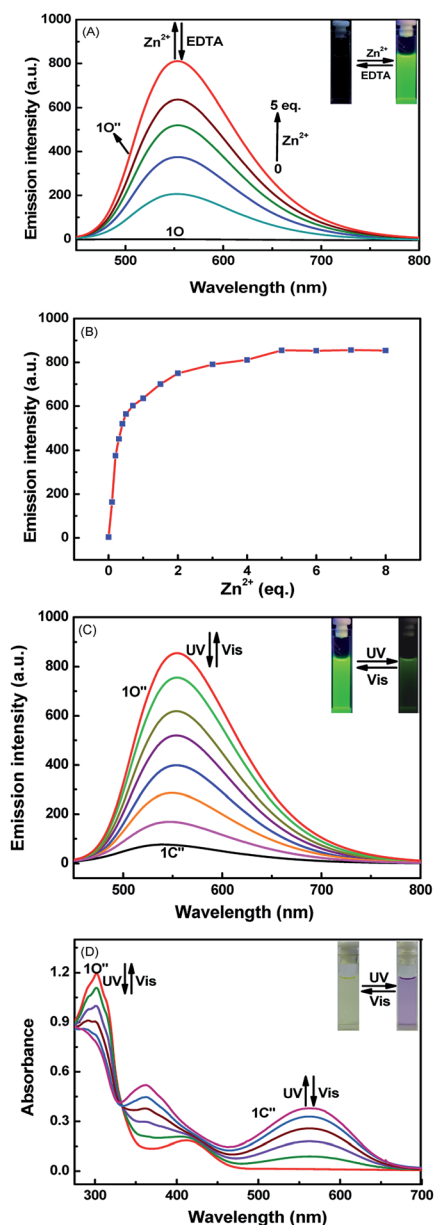 (A)
Zn2+ EDTA
Zn2+
EDTA
5 eq.
Zn2+
0
1O''
1O
Emission intensity (a.u.)
1000
800
600
400
200
0
500 600 700 800
Wavelength (nm)
(B)
Emission intensity (a.u.)
1000
800
600
400
200
0
0 2 4 6 8
Zn2+ (eq.)
(C)
UV Vis
UV
Vis
1O''
1C''
Emission intensity (a.u.)
1000
800
600
400
200
0
500 600 700 800
Wavelength (nm)
(D)
1O''
UV Vis
UV
Vis
UV Vis
1C''
Absorbance
1.2
0.9
0.6
0.3
0.0
300 400 500 600 700
Wavelength (nm)